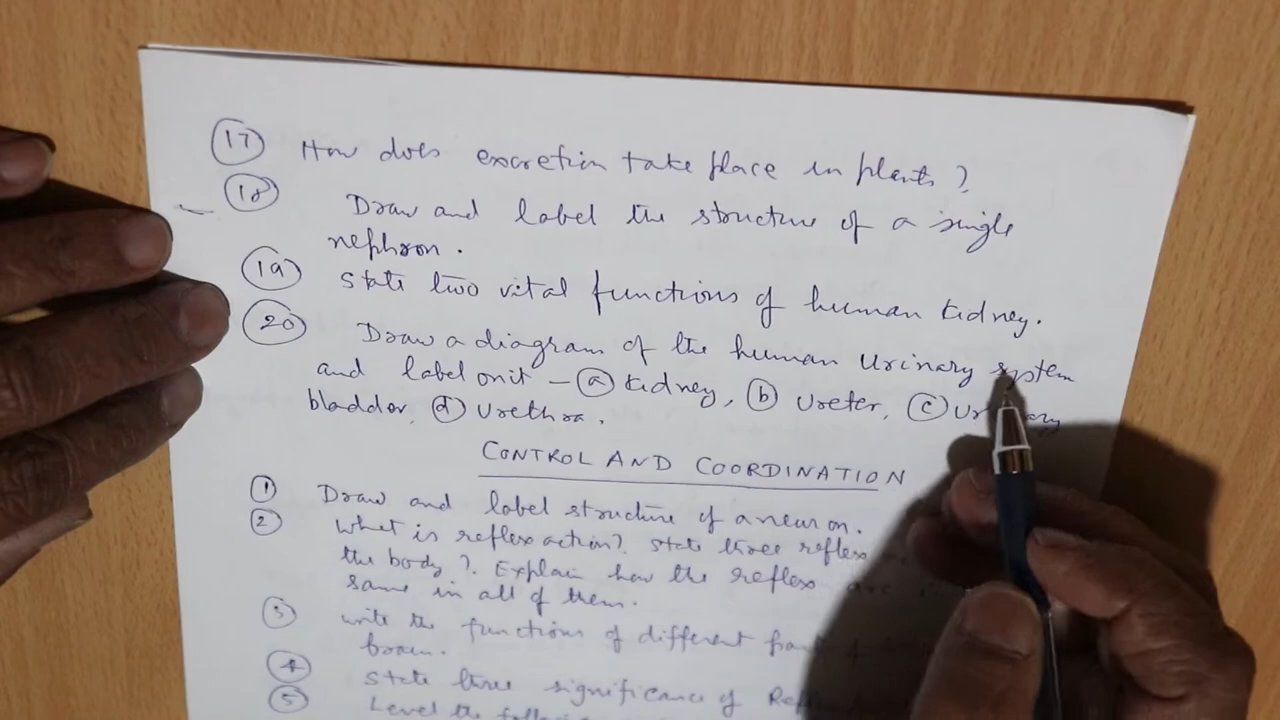 17 How does excretion take place in plants?
18 Draw and label the structure of a single
nephron.
19 State two vital functions of human kidney.
20 Draw a diagram of the human urinary system
and label on it - a kidney, b ureter, c
bladder, d urethra.
CONTROL AND COORDINATION
1 Draw and label structure of a neuron.
2 What is reflex action? State three reflex
the body?. Explain how the reflex
same in all of them.
3 write the functions of different
brain.
4 State three significance of
5 Level the